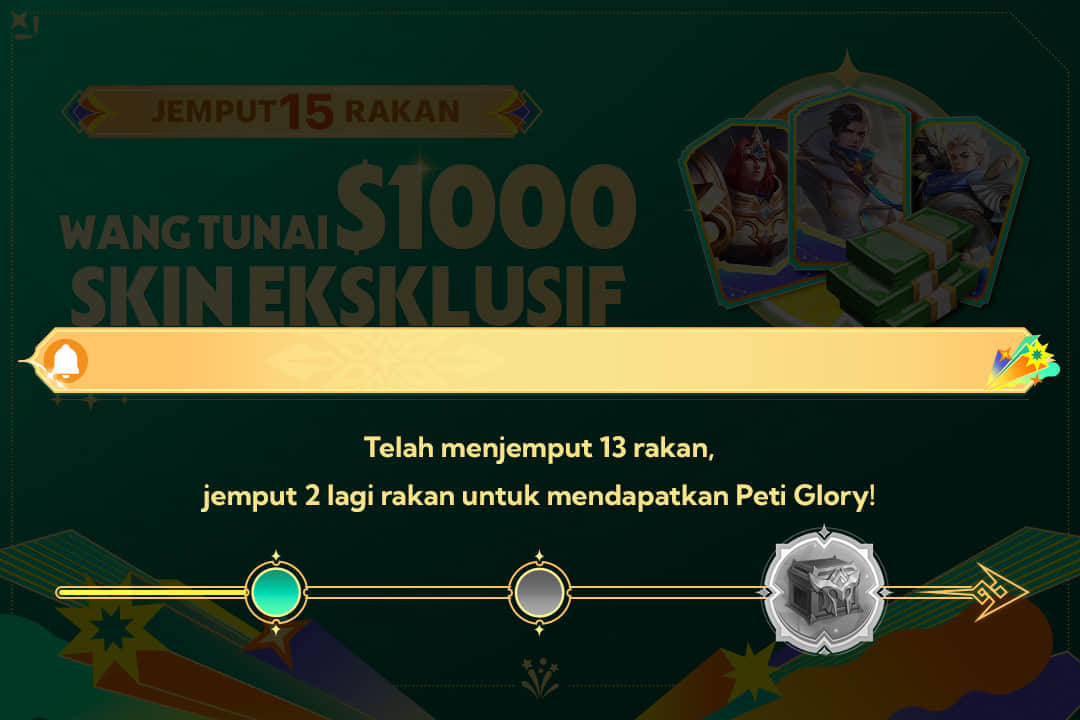 JEMPUT 15 RAKAN
WANG TUNAI $1000
SKIN EKSKLUSIF
Telah menjemput 13 rakan,
jemput 2 lagi rakan untuk mendapatkan Peti Glory!